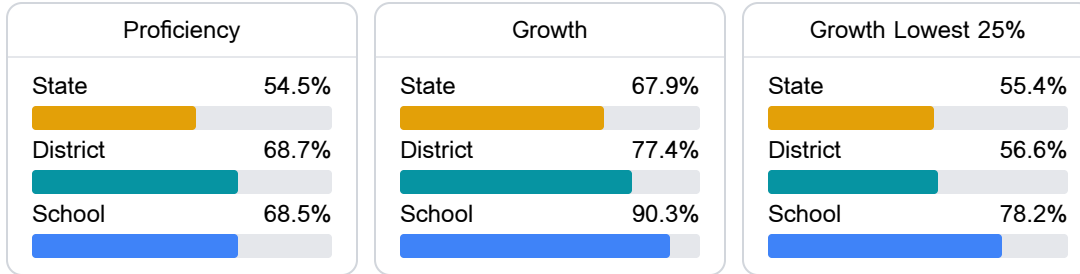 Proficiency
State 54.5%
District 68.7%
School 68.5%
Growth
State 67.9%
District 77.4%
School 90.3%
Growth Lowest 25%
State 55.4%
District 56.6%
School 78.2%